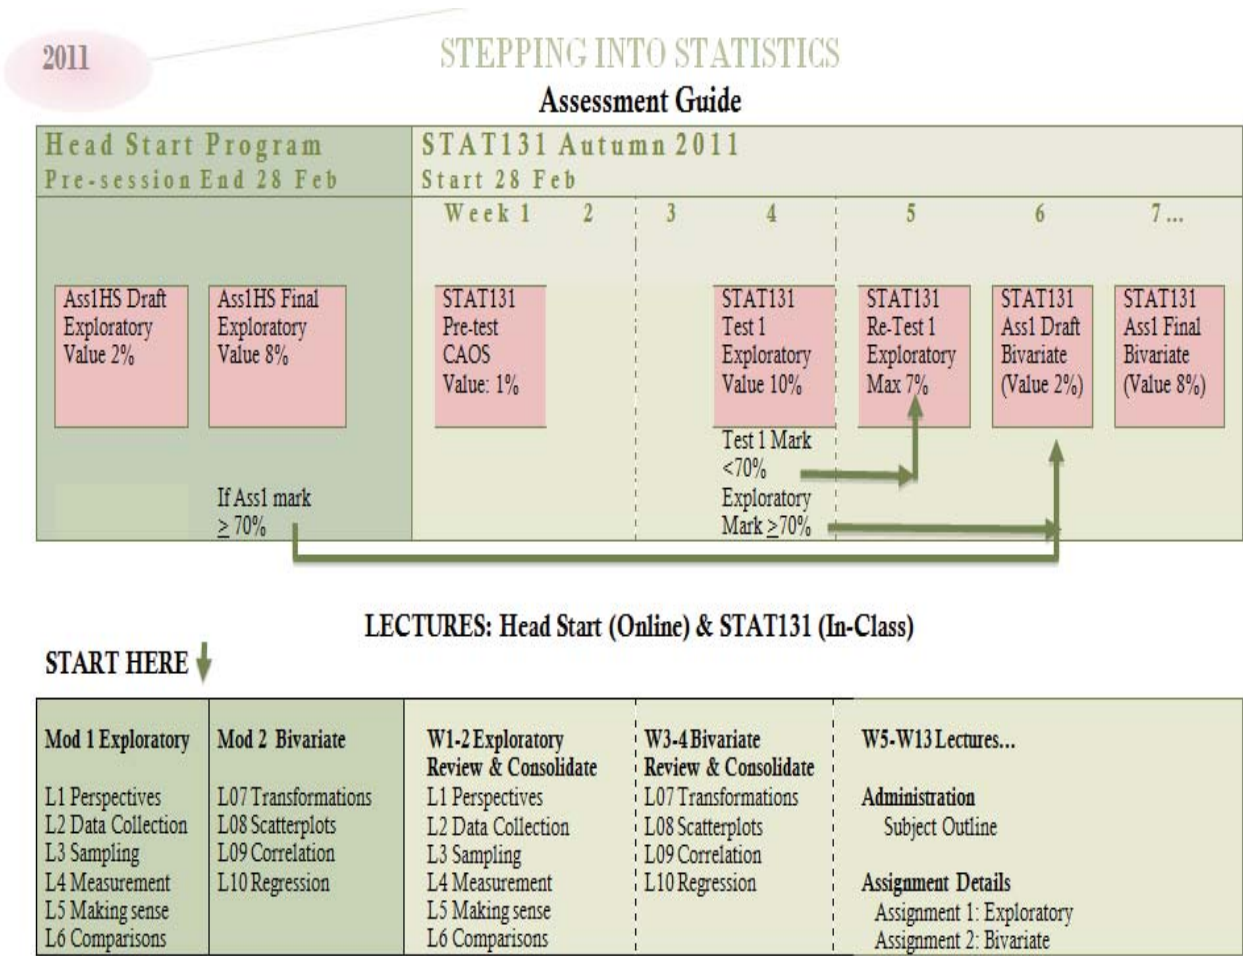 2011
STEPPING INTO STATISTICS
Assessment Guide
Head Start Program
Pre-session End 28 Feb
STAT131 Autumn 2011
Start 28 Feb
Week 1 2 3 4 5 6 7...
Ass1HS Draft
Exploratory
Value 2%
Ass1HS Final
Exploratory
Value 8%
STAT131
Pre-test
CAOS
Value: 1%
STAT131
Test 1
Exploratory
Value 10%
STAT131
Re-Test 1
Exploratory
Max 7%
STAT131
Ass1 Draft
Bivariate
(Value 2%)
STAT131
Ass1 Final
Bivariate
(Value 8%)
If Ass1 mark
≥ 70%
Test 1 Mark
<70%
Exploratory
Mark ≥70%
LECTURES: Head Start (Online) & STAT131 (In-Class)
START HERE
Mod 1 Exploratory
L1 Perspectives
L2 Data Collection
L3 Sampling
L4 Measurement
L5 Making sense
L6 Comparisons
Mod 2 Bivariate
L07 Transformations
L08 Scatterplots
L09 Correlation
L10 Regression
W1-2 Exploratory
Review & Consolidate
L1 Perspectives
L2 Data Collection
L3 Sampling
L4 Measurement
L5 Making sense
L6 Comparisons
W3-4 Bivariate
Review & Consolidate
L07 Transformations
L08 Scatterplots
L09 Correlation
L10 Regression
W5-W13 Lectures...
Administration
Subject Outline
Assignment Details
Assignment 1: Exploratory
Assignment 2: Bivariate